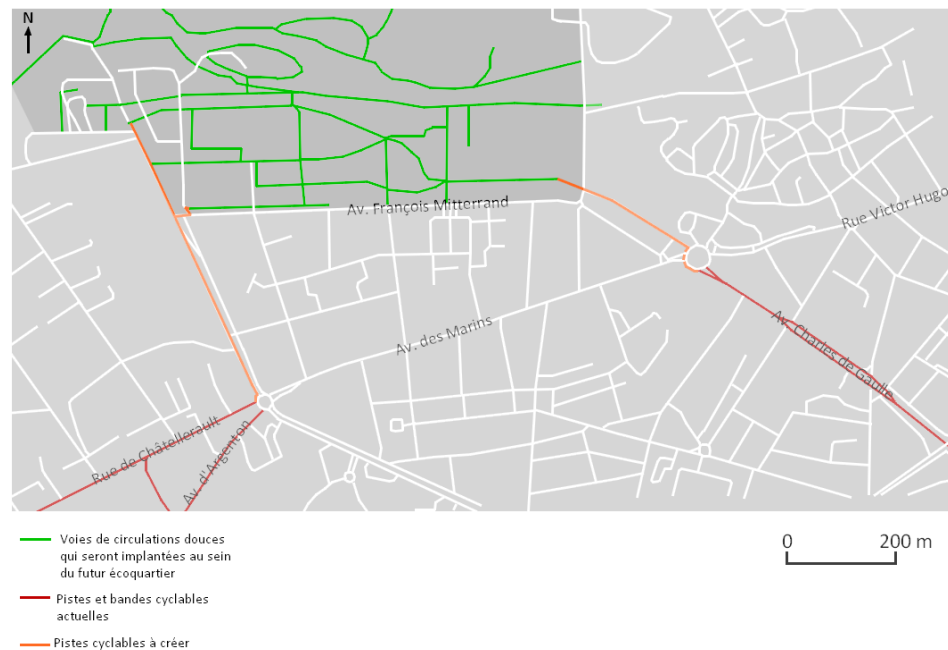 N
Av. François Mitterrand
Rue Victor Hugo
Av. des Marins
Av. Charles de Gaulle
Rue de Châtellerault
Av. d'Argenton
Voies de circulations douces
qui seront implantées au sein
du futur écoquartier
0 200 m
Pistes et bandes cyclables
actuelles
Pistes cyclables à créer